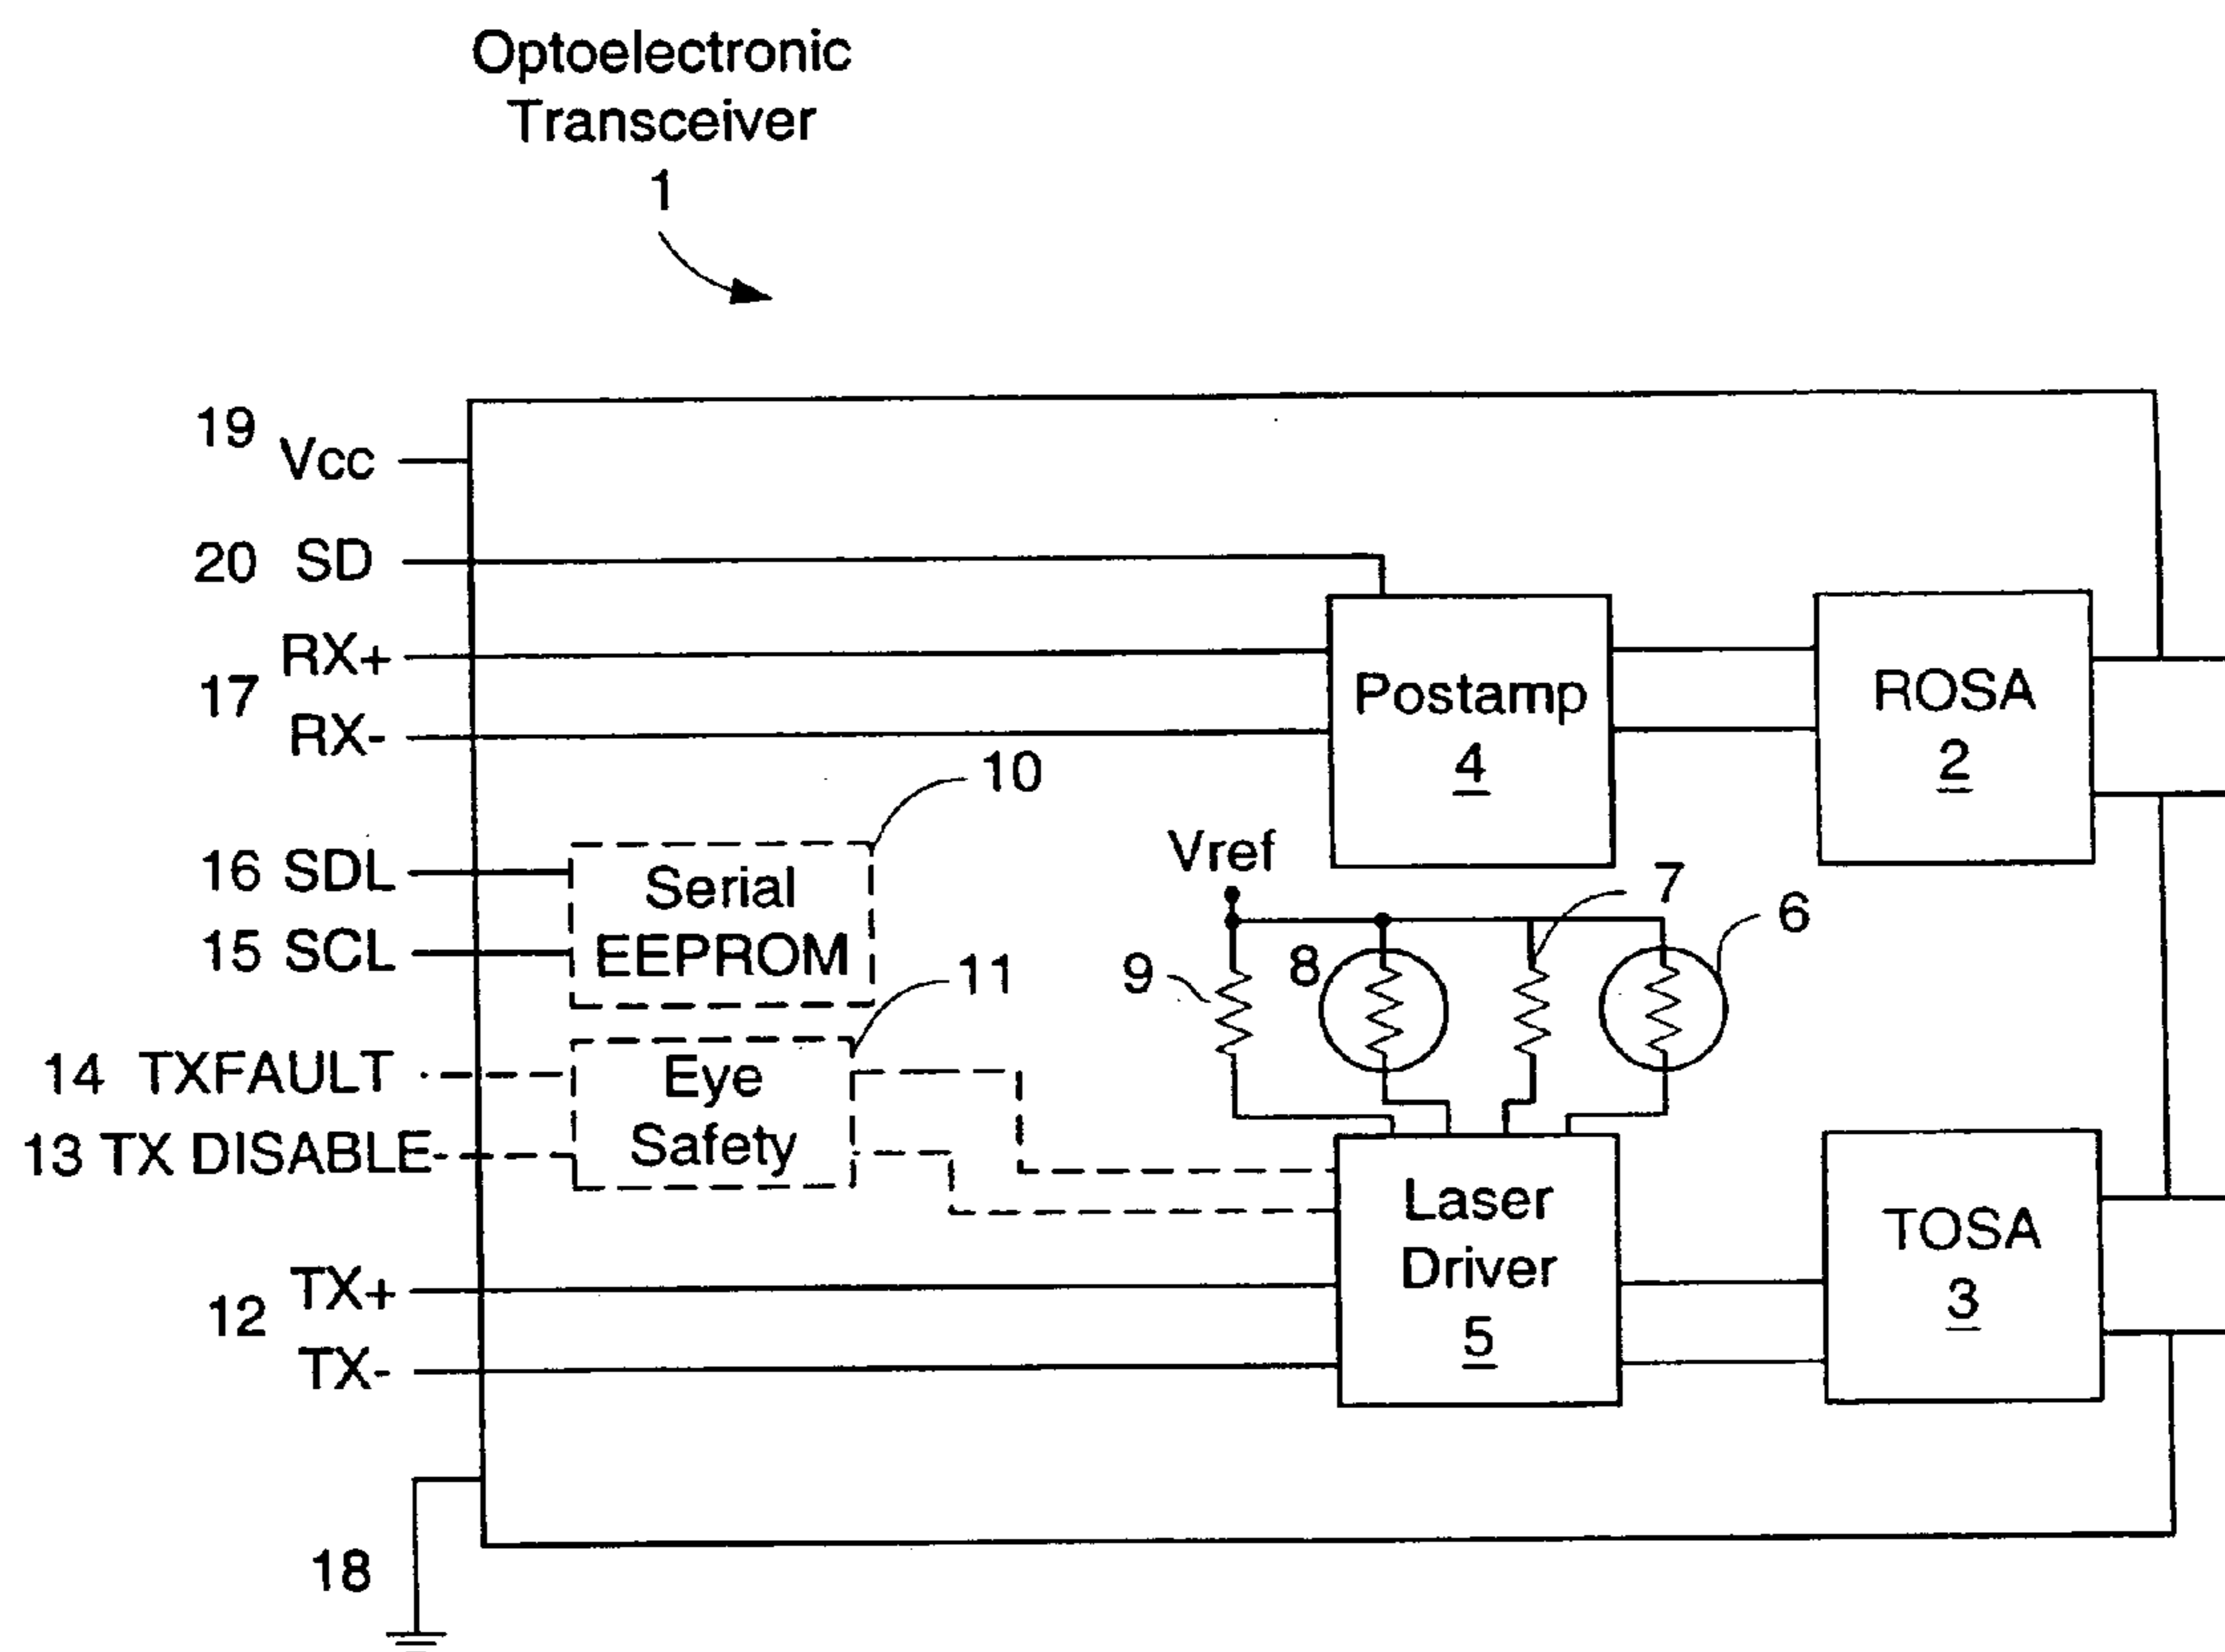 Optoelectronic
Transceiver
1
19
Vcc
20 SD
RX+
17
RX-
Postamp
4
ROSA
2
10
16 SDL
15 SCL
Serial
EEPROM
Vref
7
6
9
8
11
14 TXFAULT
13 TX DISABLE
Eye
Safety
Laser
Driver
5
TOSA
3
TX+
12
TX-
18